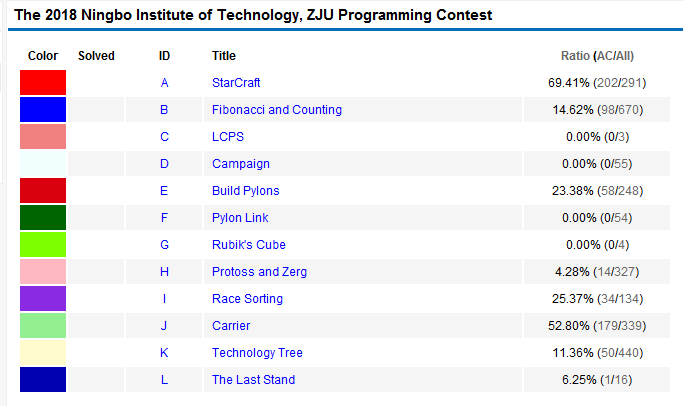 The 2018 Ningbo Institute of Technology, ZJU Programming Contest
Color Solved ID Title Ratio (AC/All)
A StarCraft 69.41% (202/291)
B Fibonacci and Counting 14.62% (98/670)
C LCPS 0.00% (0/3)
D Campaign 0.00% (0/55)
E Build Pylons 23.38% (58/248)
F Pylon Link 0.00% (0/54)
G Rubik's Cube 0.00% (0/4)
H Protoss and Zerg 4.28% (14/327)
I Race Sorting 25.37% (34/134)
J Carrier 52.80% (179/339)
K Technology Tree 11.36% (50/440)
L The Last Stand 6.25% (1/16)